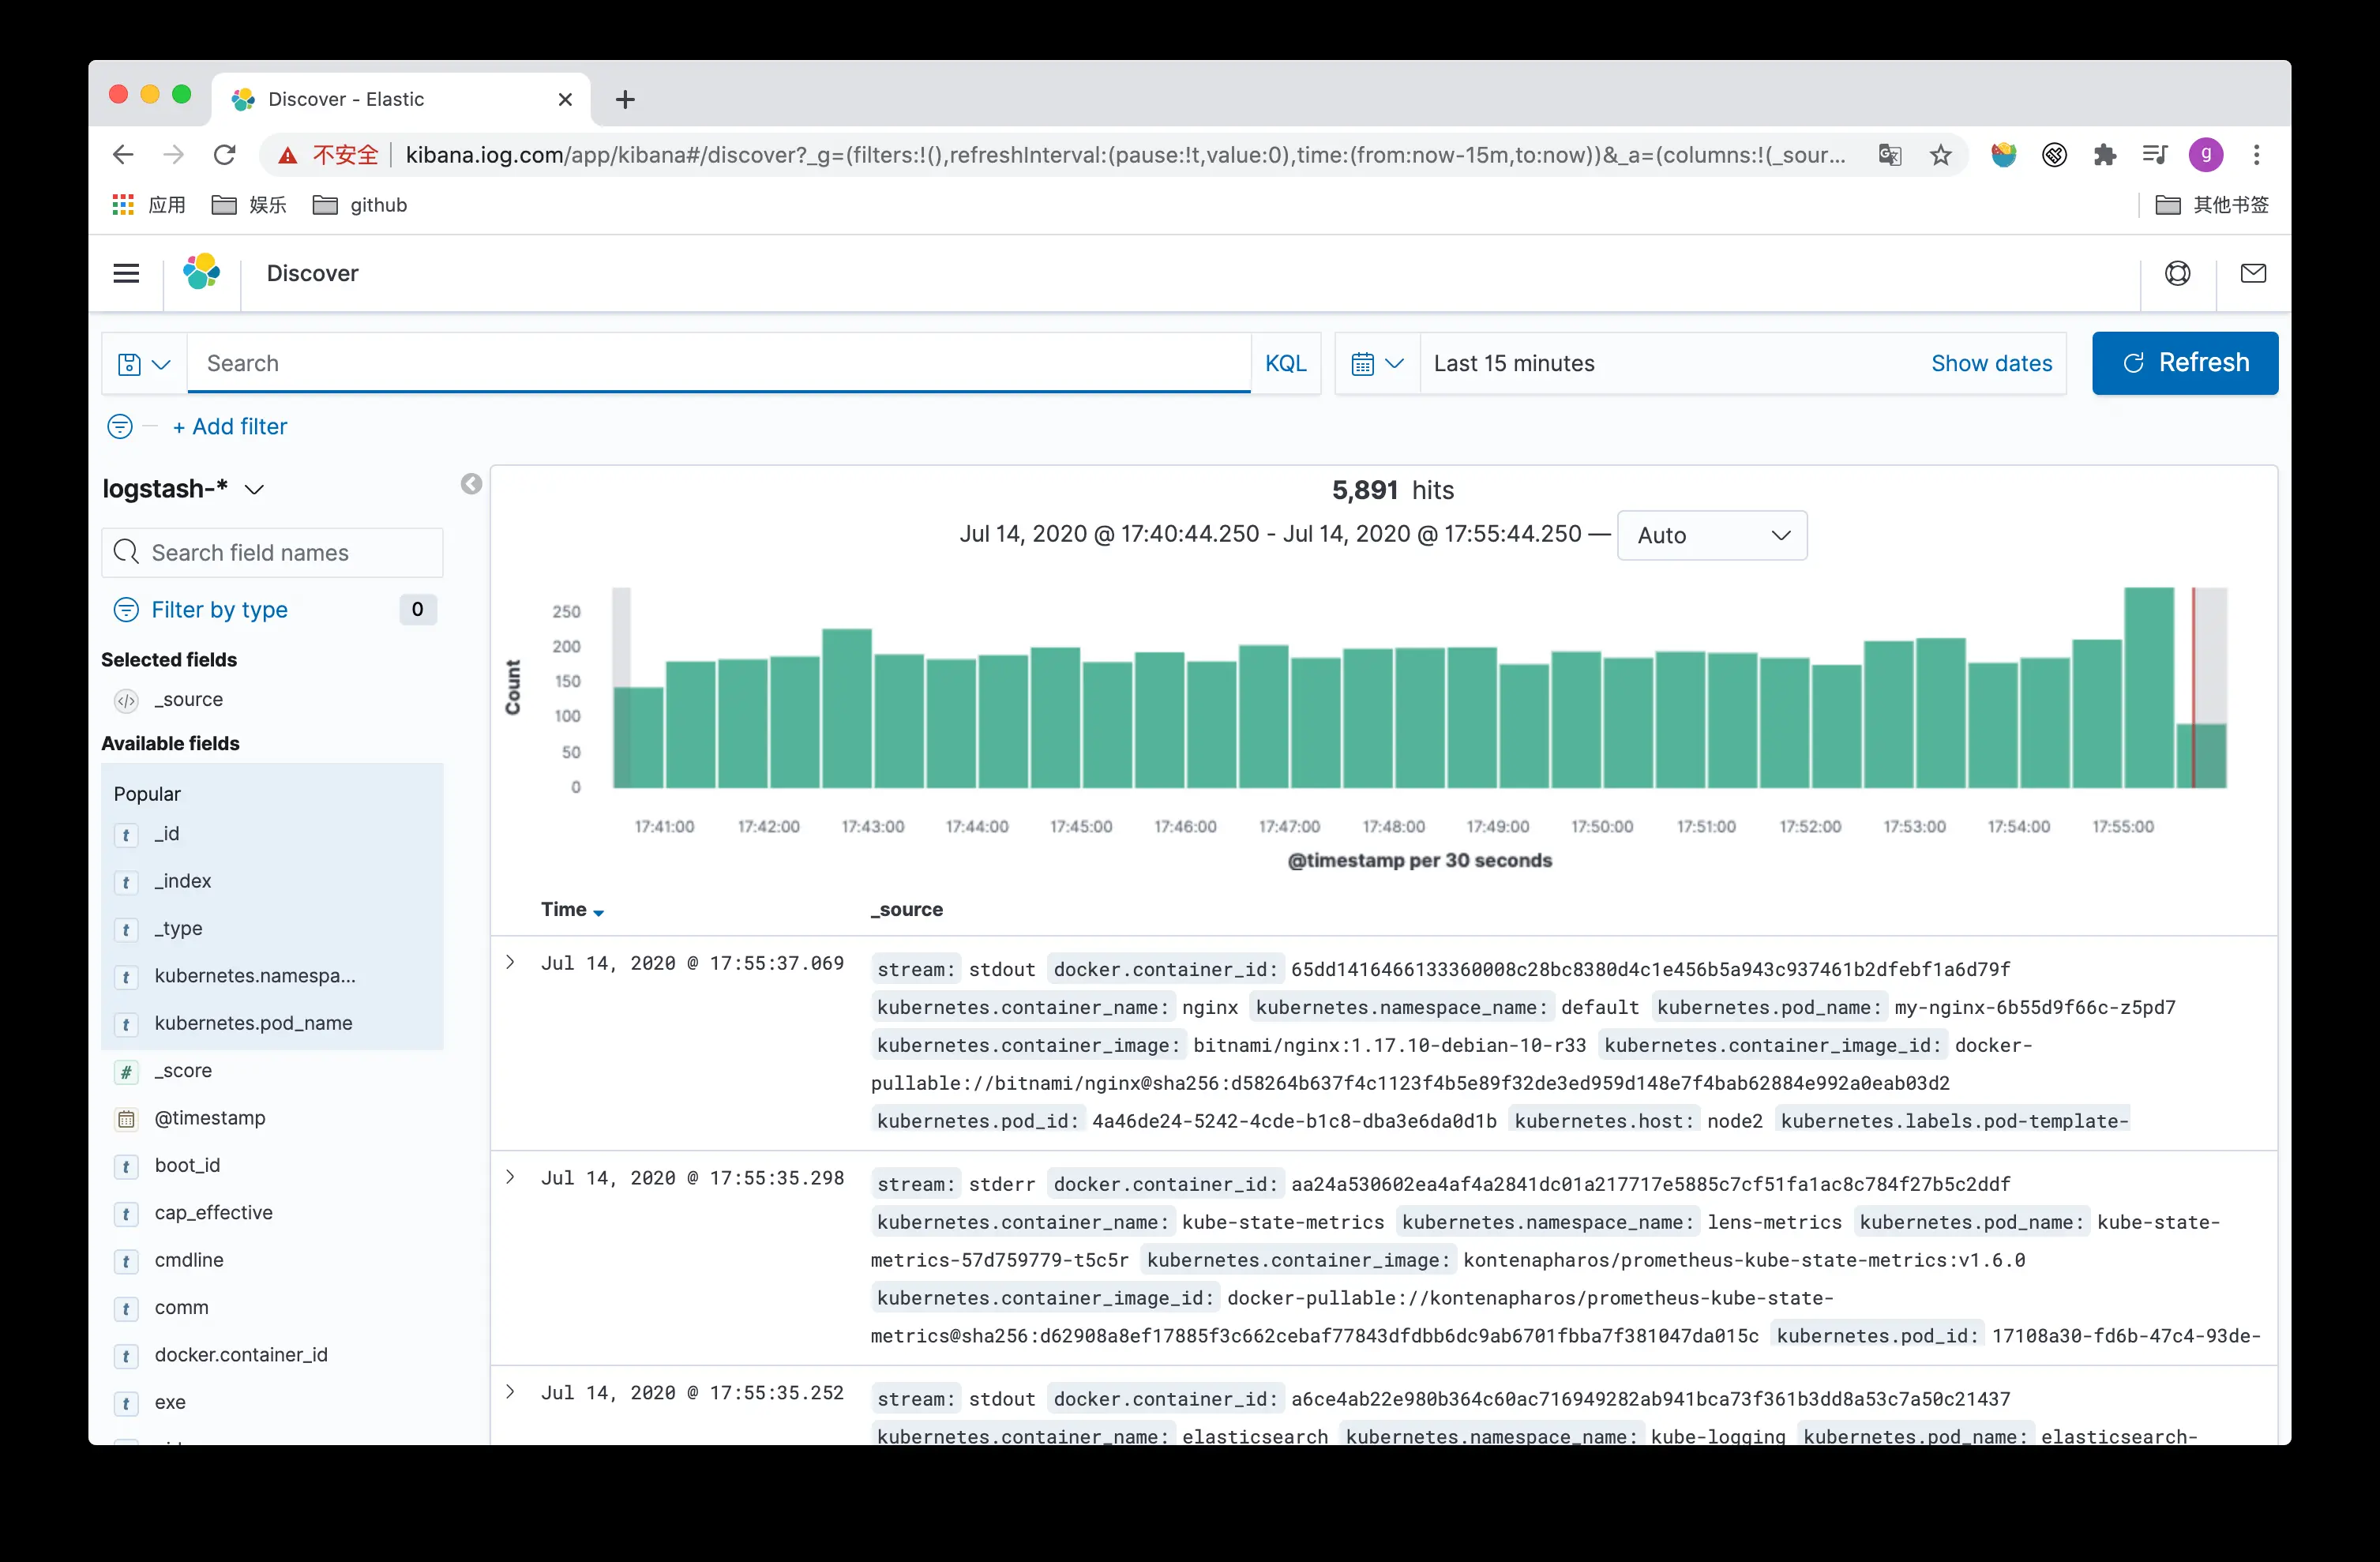 Discover - Elastic
不安全 kibana.iog.com/app/kibana#/discover?_g=(filters:!(),refreshInterval:(pause:!t,value:0),time:(from:now-15m,to:now))&_a=(columns:!(_sour... g
应用 娱乐 github 其他书签
Discover
Search KQL Last 15 minutes Show dates Refresh
+ Add filter
logstash-*
Search field names
Filter by type 0
Selected fields
_source
Available fields
Popular
t _id
t _index
t _type
t kubernetes.namespa...
t kubernetes.pod_name
# _score
@timestamp
t boot_id
t cap_effective
t cmdline
t comm
t docker.container_id
t exe
5,891 hits
Jul 14, 2020 @ 17:40:44.250 - Jul 14, 2020 @ 17:55:44.250 — Auto
Count
250
200
150
100
50
0
17:41:00 17:42:00 17:43:00 17:44:00 17:45:00 17:46:00 17:47:00 17:48:00 17:49:00 17:50:00 17:51:00 17:52:00 17:53:00 17:54:00 17:55:00
@timestamp per 30 seconds
Time _source
Jul 14, 2020 @ 17:55:37.069 stream: stdout docker.container_id: 65dd1416466133360008c28bc8380d4c1e456b5a943c937461b2dfebf1a6d79f
kubernetes.container_name: nginx kubernetes.namespace_name: default kubernetes.pod_name: my-nginx-6b55d9f66c-z5pd7
kubernetes.container_image: bitnami/nginx:1.17.10-debian-10-r33 kubernetes.container_image_id: docker-
pullable://bitnami/nginx@sha256:d58264b637f4c1123f4b5e89f32de3ed959d148e7f4bab62884e992a0eab03d2
kubernetes.pod_id: 4a46de24-5242-4cde-b1c8-dba3e6da0d1b kubernetes.host: node2 kubernetes.labels.pod-template-
Jul 14, 2020 @ 17:55:35.298 stream: stderr docker.container_id: aa24a530602ea4af4a2841dc01a217717e5885c7cf51fa1ac8c784f27b5c2ddf
kubernetes.container_name: kube-state-metrics kubernetes.namespace_name: lens-metrics kubernetes.pod_name: kube-state-
metrics-57d759779-t5c5r kubernetes.container_image: kontenapharos/prometheus-kube-state-metrics:v1.6.0
kubernetes.container_image_id: docker-pullable://kontenapharos/prometheus-kube-state-
metrics@sha256:d62908a8ef17885f3c662cebaf77843dfdbb6dc9ab6701fbba7f381047da015c kubernetes.pod_id: 17108a30-fd6b-47c4-93de-
Jul 14, 2020 @ 17:55:35.252 stream: stdout docker.container_id: a6ce4ab22e980b364c60ac716949282ab941bca73f361b3dd8a53c7a50c21437
kubernetes.container_name: elasticsearch kubernetes.namespace_name: kube-logging kubernetes.pod_name: elasticsearch-